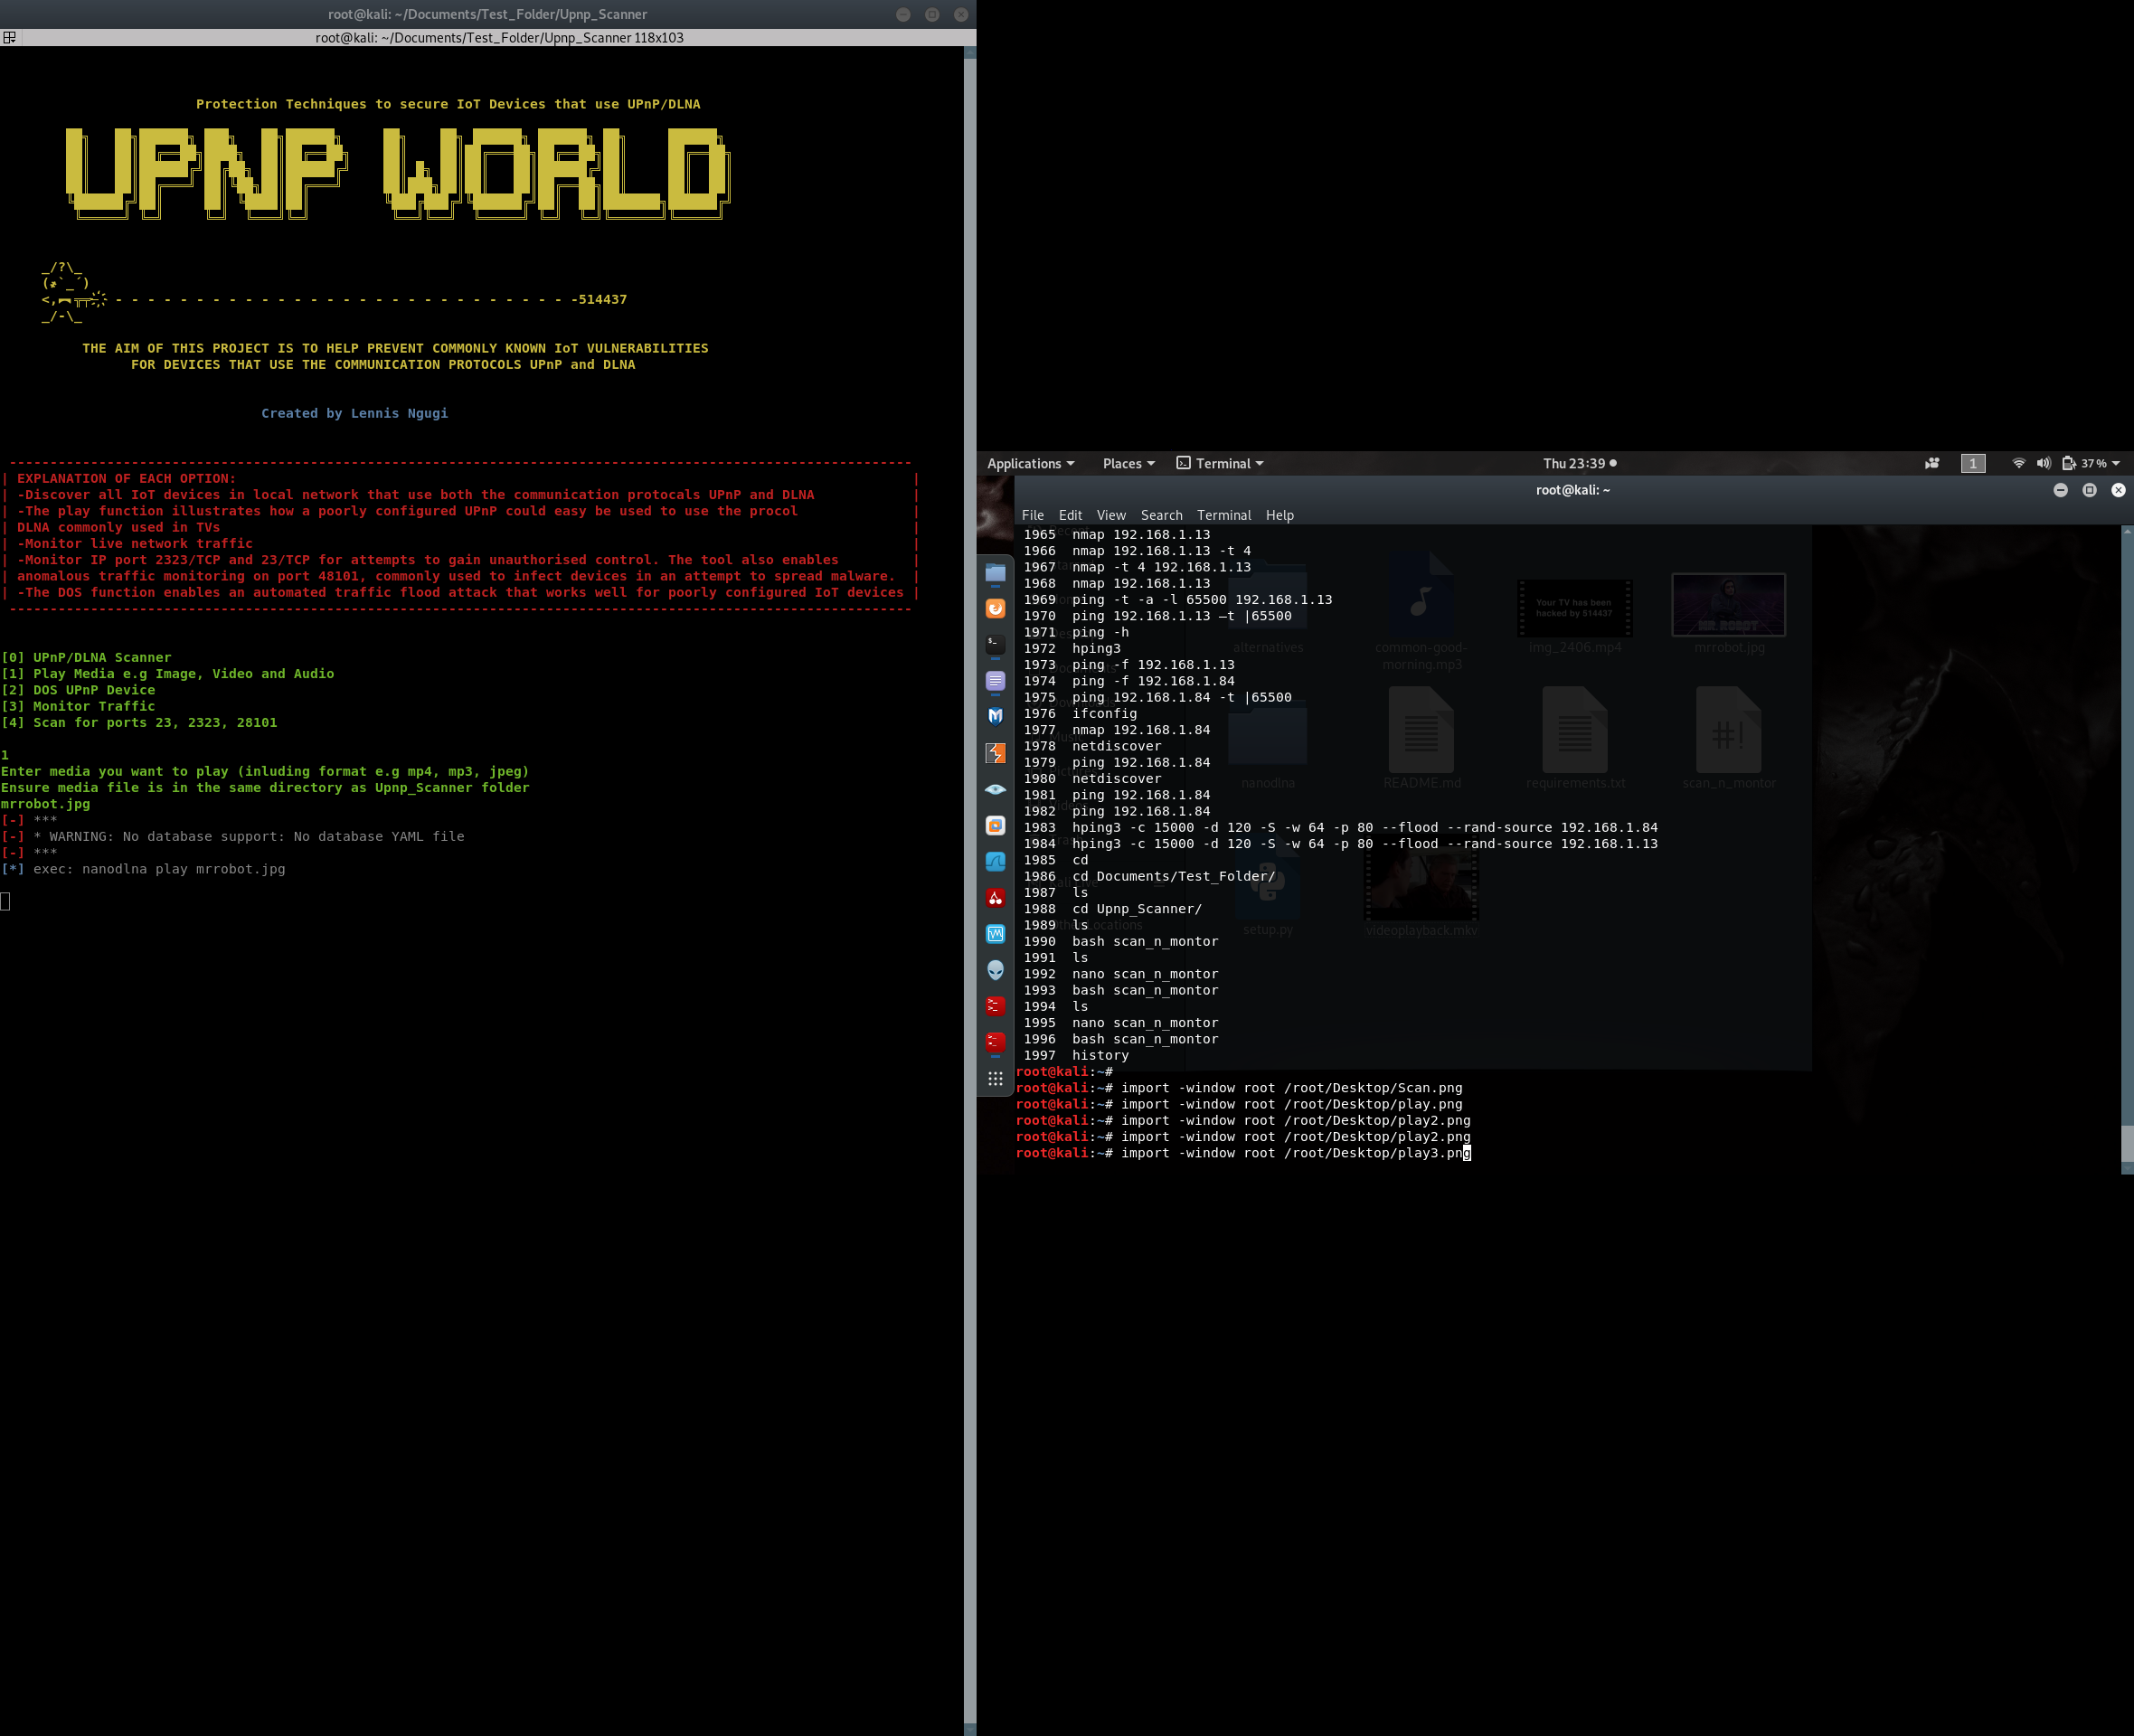 root@kali: ~/Documents/Test_Folder/Upnp_Scanner
root@kali: ~/Documents/Test_Folder/Upnp_Scanner 118x103
Protection Techniques to secure IoT Devices that use UPnP/DLNA
UPNP WORLD
- - - - - - - - - - - - - - - - - - - - - - - - - - - - - -514437
THE AIM OF THIS PROJECT IS TO HELP PREVENT COMMONLY KNOWN IoT VULNERABILITIES
FOR DEVICES THAT USE THE COMMUNICATION PROTOCOLS UPnP and DLNA
Created by Lennis Ngugi
| EXPLANATION OF EACH OPTION: |
| -Discover all IoT devices in local network that use both the communication protocals UPnP and DLNA |
| -The play function illustrates how a poorly configured UPnP could easy be used to use the procol |
| DLNA commonly used in TVs |
| -Monitor live network traffic |
| -Monitor IP port 2323/TCP and 23/TCP for attempts to gain unauthorised control. The tool also enables |
| anomalous traffic monitoring on port 48101, commonly used to infect devices in an attempt to spread malware. |
| -The DOS function enables an automated traffic flood attack that works well for poorly configured IoT devices |
[0] UPnP/DLNA Scanner
[1] Play Media e.g Image, Video and Audio
[2] DOS UPnP Device
[3] Monitor Traffic
[4] Scan for ports 23, 2323, 28101
1
Enter media you want to play (inluding format e.g mp4, mp3, jpeg)
Ensure media file is in the same directory as Upnp_Scanner folder
mrrobot.jpg
[-] ***
[-] * WARNING: No database support: No database YAML file
[-] ***
[*] exec: nanodlna play mrrobot.jpg
Applications Places Terminal Thu 23:39 1 37 %
root@kali: ~
File Edit View Search Terminal Help
1965 nmap 192.168.1.13
1966 nmap 192.168.1.13 -t 4
1967 nmap -t 4 192.168.1.13
1968 nmap 192.168.1.13
1969 ping -t -a -l 65500 192.168.1.13
1970 ping 192.168.1.13 –t |65500
1971 ping -h
1972 hping3
1973 ping -f 192.168.1.13
1974 ping -f 192.168.1.84
1975 ping 192.168.1.84 -t |65500
1976 ifconfig
1977 nmap 192.168.1.84
1978 netdiscover
1979 ping 192.168.1.84
1980 netdiscover
1981 ping 192.168.1.84
1982 ping 192.168.1.84
1983 hping3 -c 15000 -d 120 -S -w 64 -p 80 --flood --rand-source 192.168.1.84
1984 hping3 -c 15000 -d 120 -S -w 64 -p 80 --flood --rand-source 192.168.1.13
1985 cd
1986 cd Documents/Test_Folder/
1987 ls
1988 cd Upnp_Scanner/
1989 ls
1990 bash scan_n_montor
1991 ls
1992 nano scan_n_montor
1993 bash scan_n_montor
1994 ls
1995 nano scan_n_montor
1996 bash scan_n_montor
1997 history
root@kali:~#
root@kali:~# import -window root /root/Desktop/Scan.png
root@kali:~# import -window root /root/Desktop/play.png
root@kali:~# import -window root /root/Desktop/play2.png
root@kali:~# import -window root /root/Desktop/play2.png
root@kali:~# import -window root /root/Desktop/play3.png
Your TV has been
hacked by 514437
MR. ROBOT
alternatives
common-good-
morning.mp3
img_2406.mp4
mrrobot.jpg
nanodlna
README.md
requirements.txt
scan_n_montor
setup.py
videoplayback.mkv